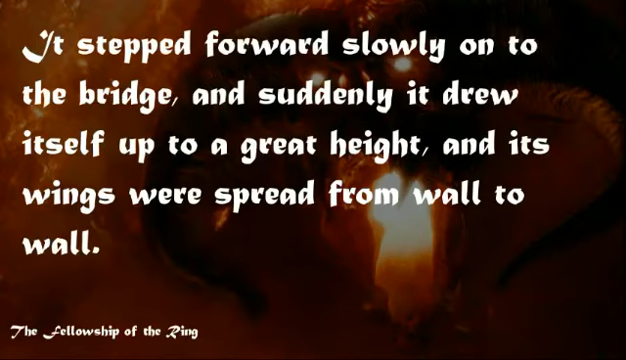 It stepped forward slowly on to
the bridge, and suddenly it drew
itself up to a great height, and its
wings were spread from wall to
wall.
The Fellowship of the Ring